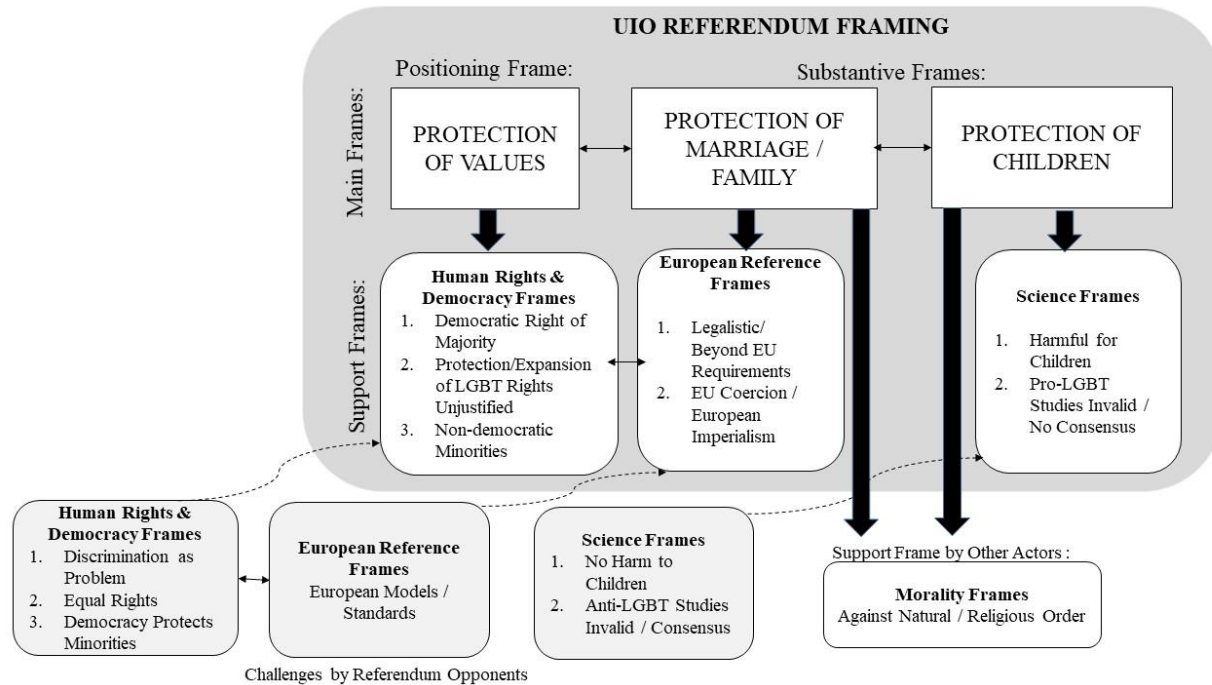 UIO REFERENDUM FRAMING
Positioning Frame:
Substantive Frames:
Main Frames:
PROTECTION
OF VALUES
PROTECTION OF
MARRIAGE /
FAMILY
PROTECTION OF
CHILDREN
Support Frames:
Human Rights &
Democracy Frames
1. Democratic Right of
Majority
2. Protection/Expansion
of LGBT Rights
Unjustified
3. Non-democratic
Minorities
European Reference
Frames
1. Legalistic/
Beyond EU
Requirements
2. EU Coercion /
European
Imperialism
Science Frames
1. Harmful for
Children
2. Pro-LGBT
Studies Invalid /
No Consensus
Human Rights &
Democracy Frames
1. Discrimination as
Problem
2. Equal Rights
3. Democracy Protects
Minorities
European Reference
Frames
European Models /
Standards
Science Frames
1. No Harm to
Children
2. Anti-LGBT Studies
Invalid / Consensus
Support Frame by Other Actors :
Morality Frames
Against Natural / Religious Order
Challenges by Referendum Opponents